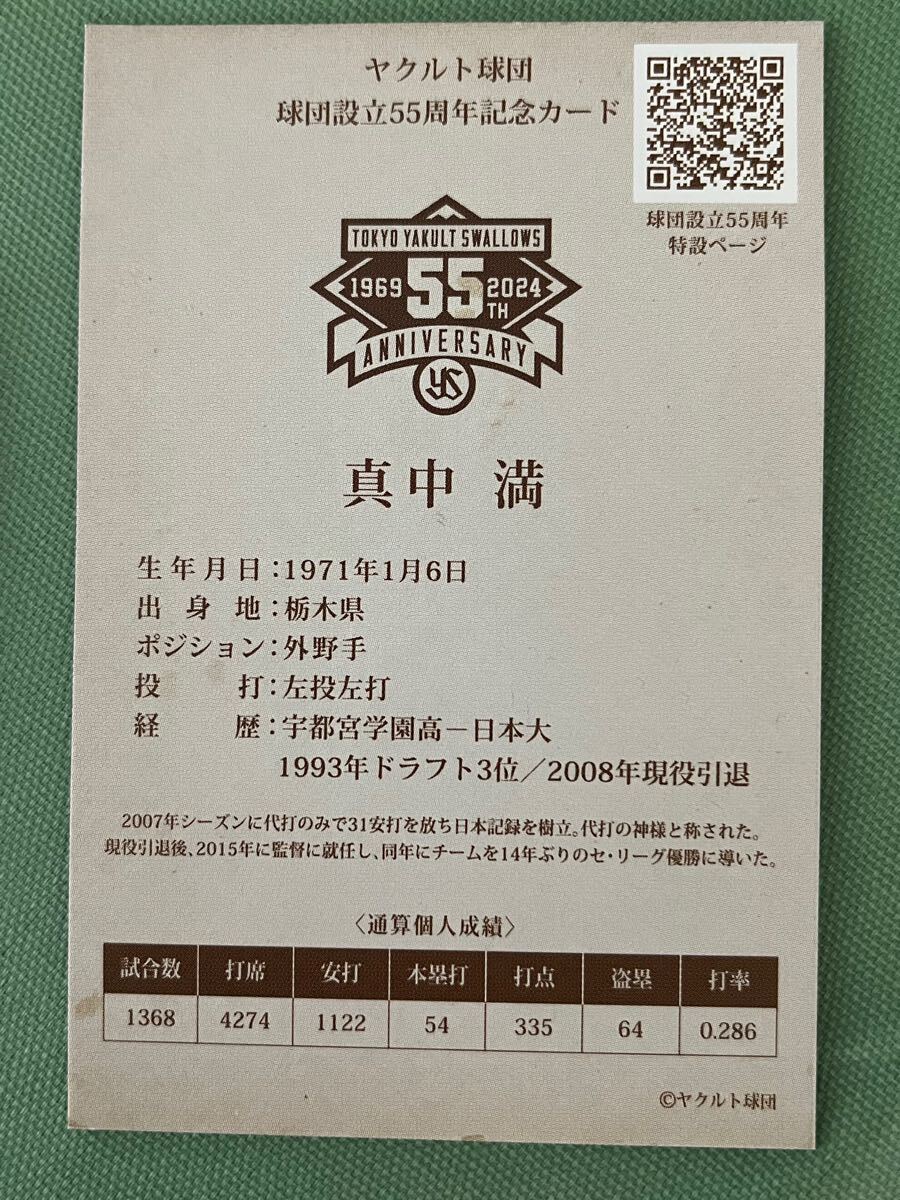 ヤクルト球団
球団設立55周年記念カード
球団設立55周年
特設ページ
TOKYO YAKULT SWALLOWS
1969 55TH 2024
ANNIVERSARY
YS
真中 満
生年月日：1971年1月6日
出身地：栃木県
ポジション：外野手
投打：左投左打
経歴：宇都宮学園高－日本大
1993年ドラフト3位／2008年現役引退
2007年シーズンに代打のみで31安打を放ち日本記録を樹立。代打の神様と称された。
現役引退後、2015年に監督に就任し、同年にチームを14年ぶりのセ・リーグ優勝に導いた。
〈通算個人成績〉
試合数 打席 安打 本塁打 打点 盗塁 打率
1368 4274 1122 54 335 64 0.286
©ヤクルト球団